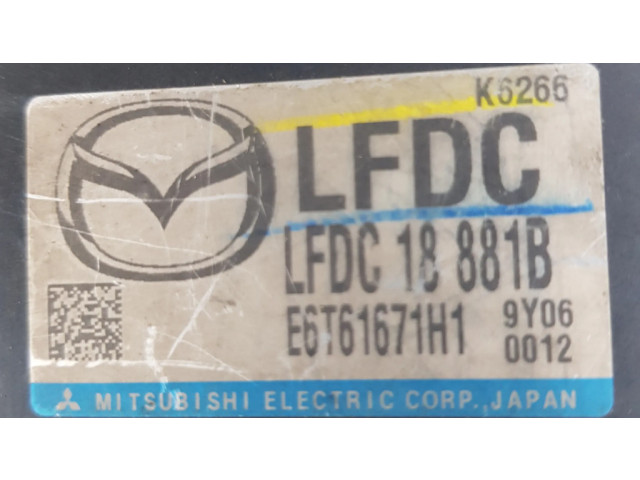 K6266
LFDC
LFDC 18 881B
E6T61671H1 9Y06
0012
MITSUBISHI ELECTRIC CORP., JAPAN